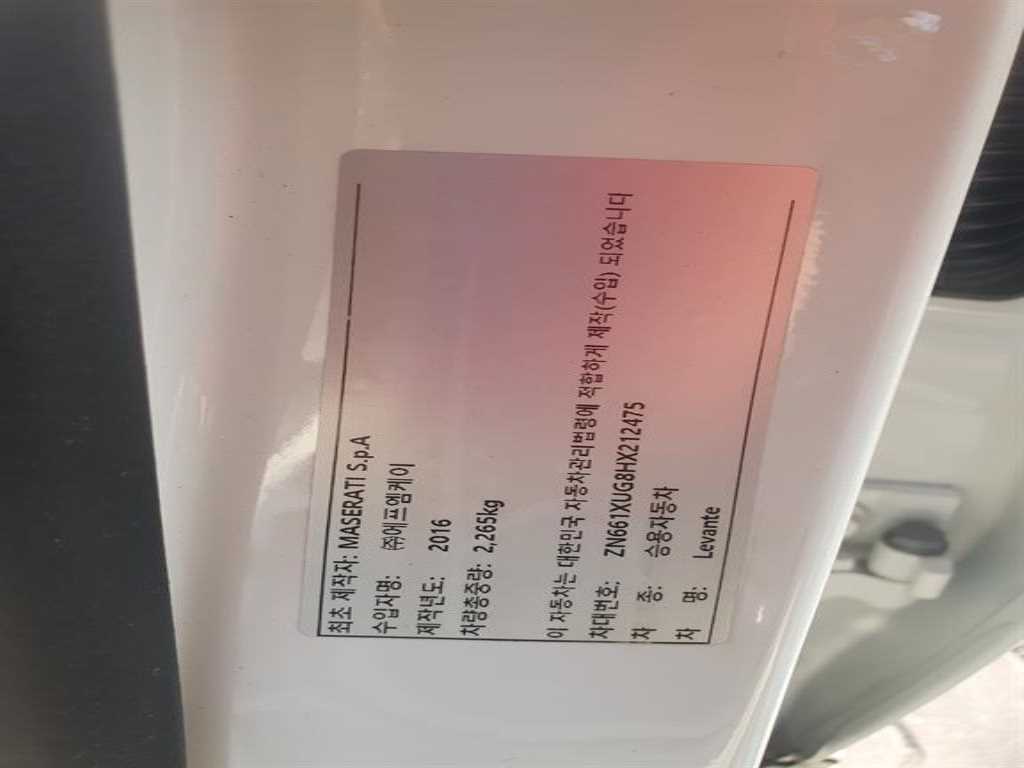 최초 제작자: MASERATI S.p.A
수입자명: ㈜에프엠케이
제작년도: 2016
차량총중량: 2,265kg
이 자동차는 대한민국 자동차관리법령에 적합하게 제작(수입) 되었습니다
차대번호: ZN661XUG8HX212475
차 종: 승용자동차
차 명: Levante